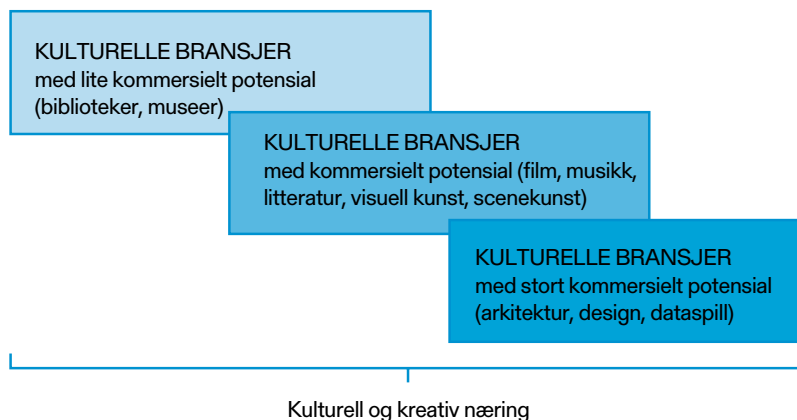 KULTURELLE BRANSJER
med lite kommersielt potensial
(biblioteker, museer)
KULTURELLE BRANSJER
med kommersielt potensial (film, musikk,
litteratur, visuell kunst, scenekunst)
KULTURELLE BRANSJER
med stort kommersielt potensial
(arkitektur, design, dataspill)
Kulturell og kreativ næring